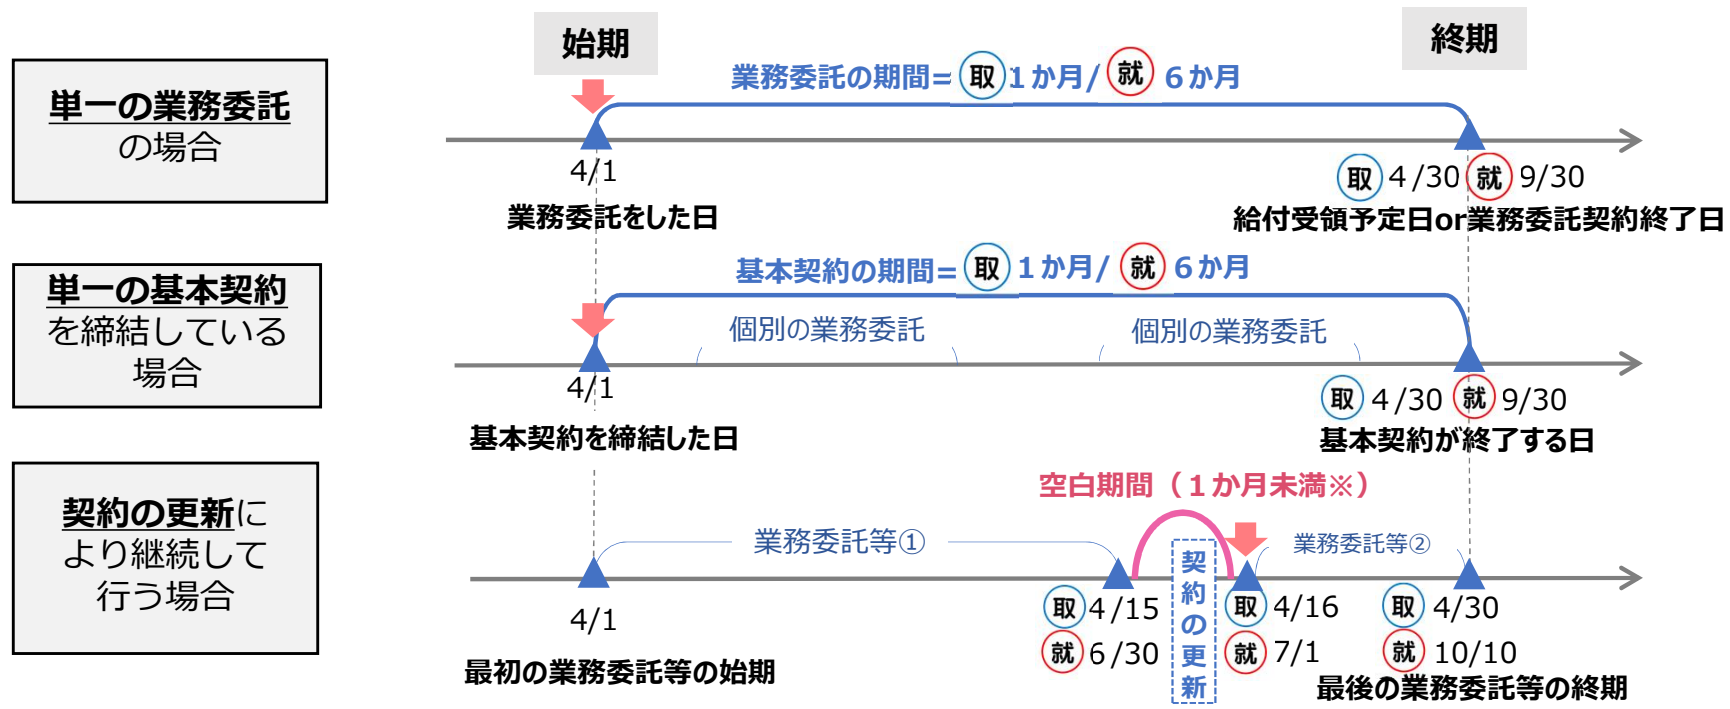 始期
終期
単一の業務委託
の場合
業務委託の期間=取1か月/就6か月
4/1
取4/30就9/30
業務委託をした日
給付受領予定日or業務委託契約終了日
単一の基本契約
を締結している
場合
基本契約の期間=取1か月/就6か月
個別の業務委託
個別の業務委託
4/1
取4/30就9/30
基本契約を締結した日
基本契約が終了する日
契約の更新に
より継続して
行う場合
空白期間（1か月未満※）
業務委託等①
契約の更新
業務委託等②
4/1
取4/15
就6/30
取4/16
就7/1
取4/30
就10/10
最初の業務委託等の始期
最後の業務委託等の終期